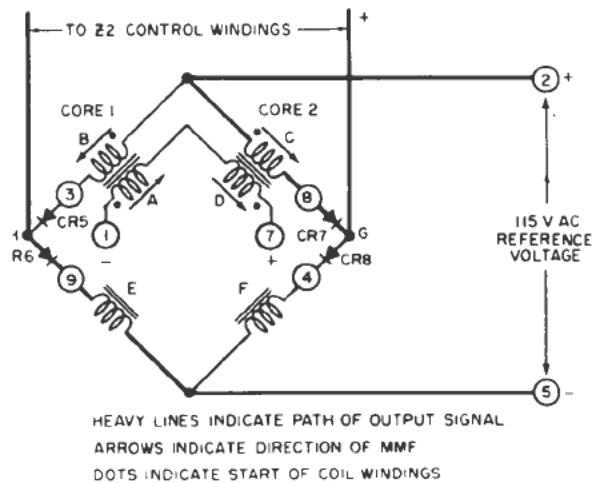 TO Z2 CONTROL WINDINGS
+
2 +
CORE 1
CORE 2
B
C
3
A
D
8
CR5
1
7
CR7
G
R6
-
+
CR8
9
4
E
F
115 V AC
REFERENCE
VOLTAGE
5 -
HEAVY LINES INDICATE PATH OF OUTPUT SIGNAL
ARROWS INDICATE DIRECTION OF MMF
DOTS INDICATE START OF COIL WINDINGS